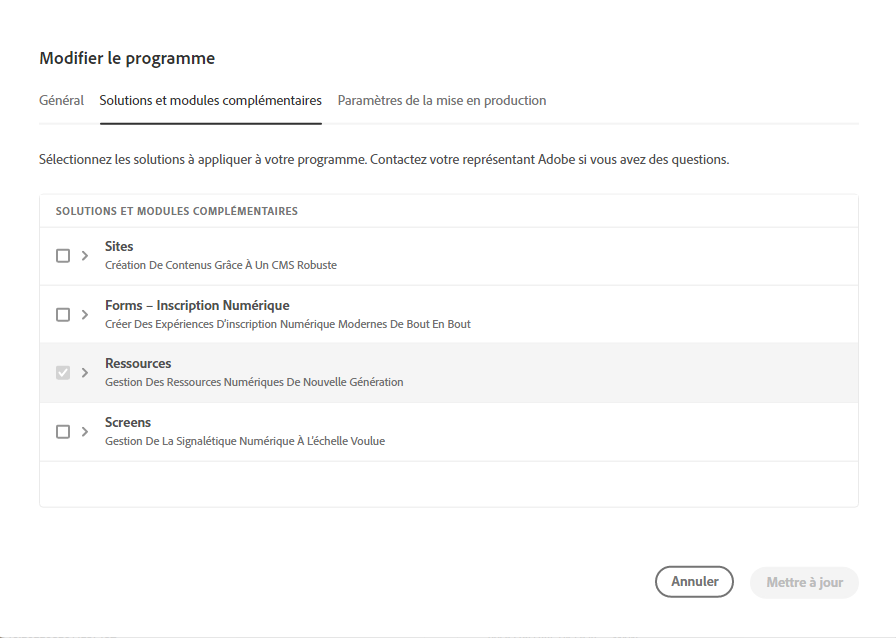 Modifier le programme
Général Solutions et modules complémentaires Paramètres de la mise en production
Sélectionnez les solutions à appliquer à votre programme. Contactez votre représentant Adobe si vous avez des questions.
SOLUTIONS ET MODULES COMPLÉMENTAIRES
Sites
Création De Contenus Grâce À Un CMS Robuste
Forms – Inscription Numérique
Créer Des Expériences D'inscription Numérique Modernes De Bout En Bout
Ressources
Gestion Des Ressources Numériques De Nouvelle Génération
Screens
Gestion De La Signalétique Numérique À L'échelle Voulue
Annuler Mettre à jour